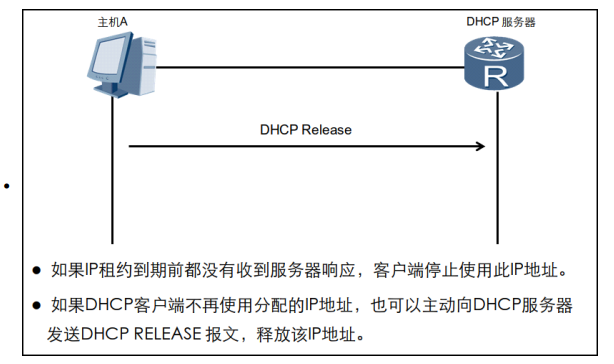 主机A
DHCP 服务器
R
DHCP Release
● 如果IP租约到期前都没有收到服务器响应，客户端停止使用此IP地址。
● 如果DHCP客户端不再使用分配的IP地址，也可以主动向DHCP服务器
发送DHCP RELEASE 报文，释放该IP地址。